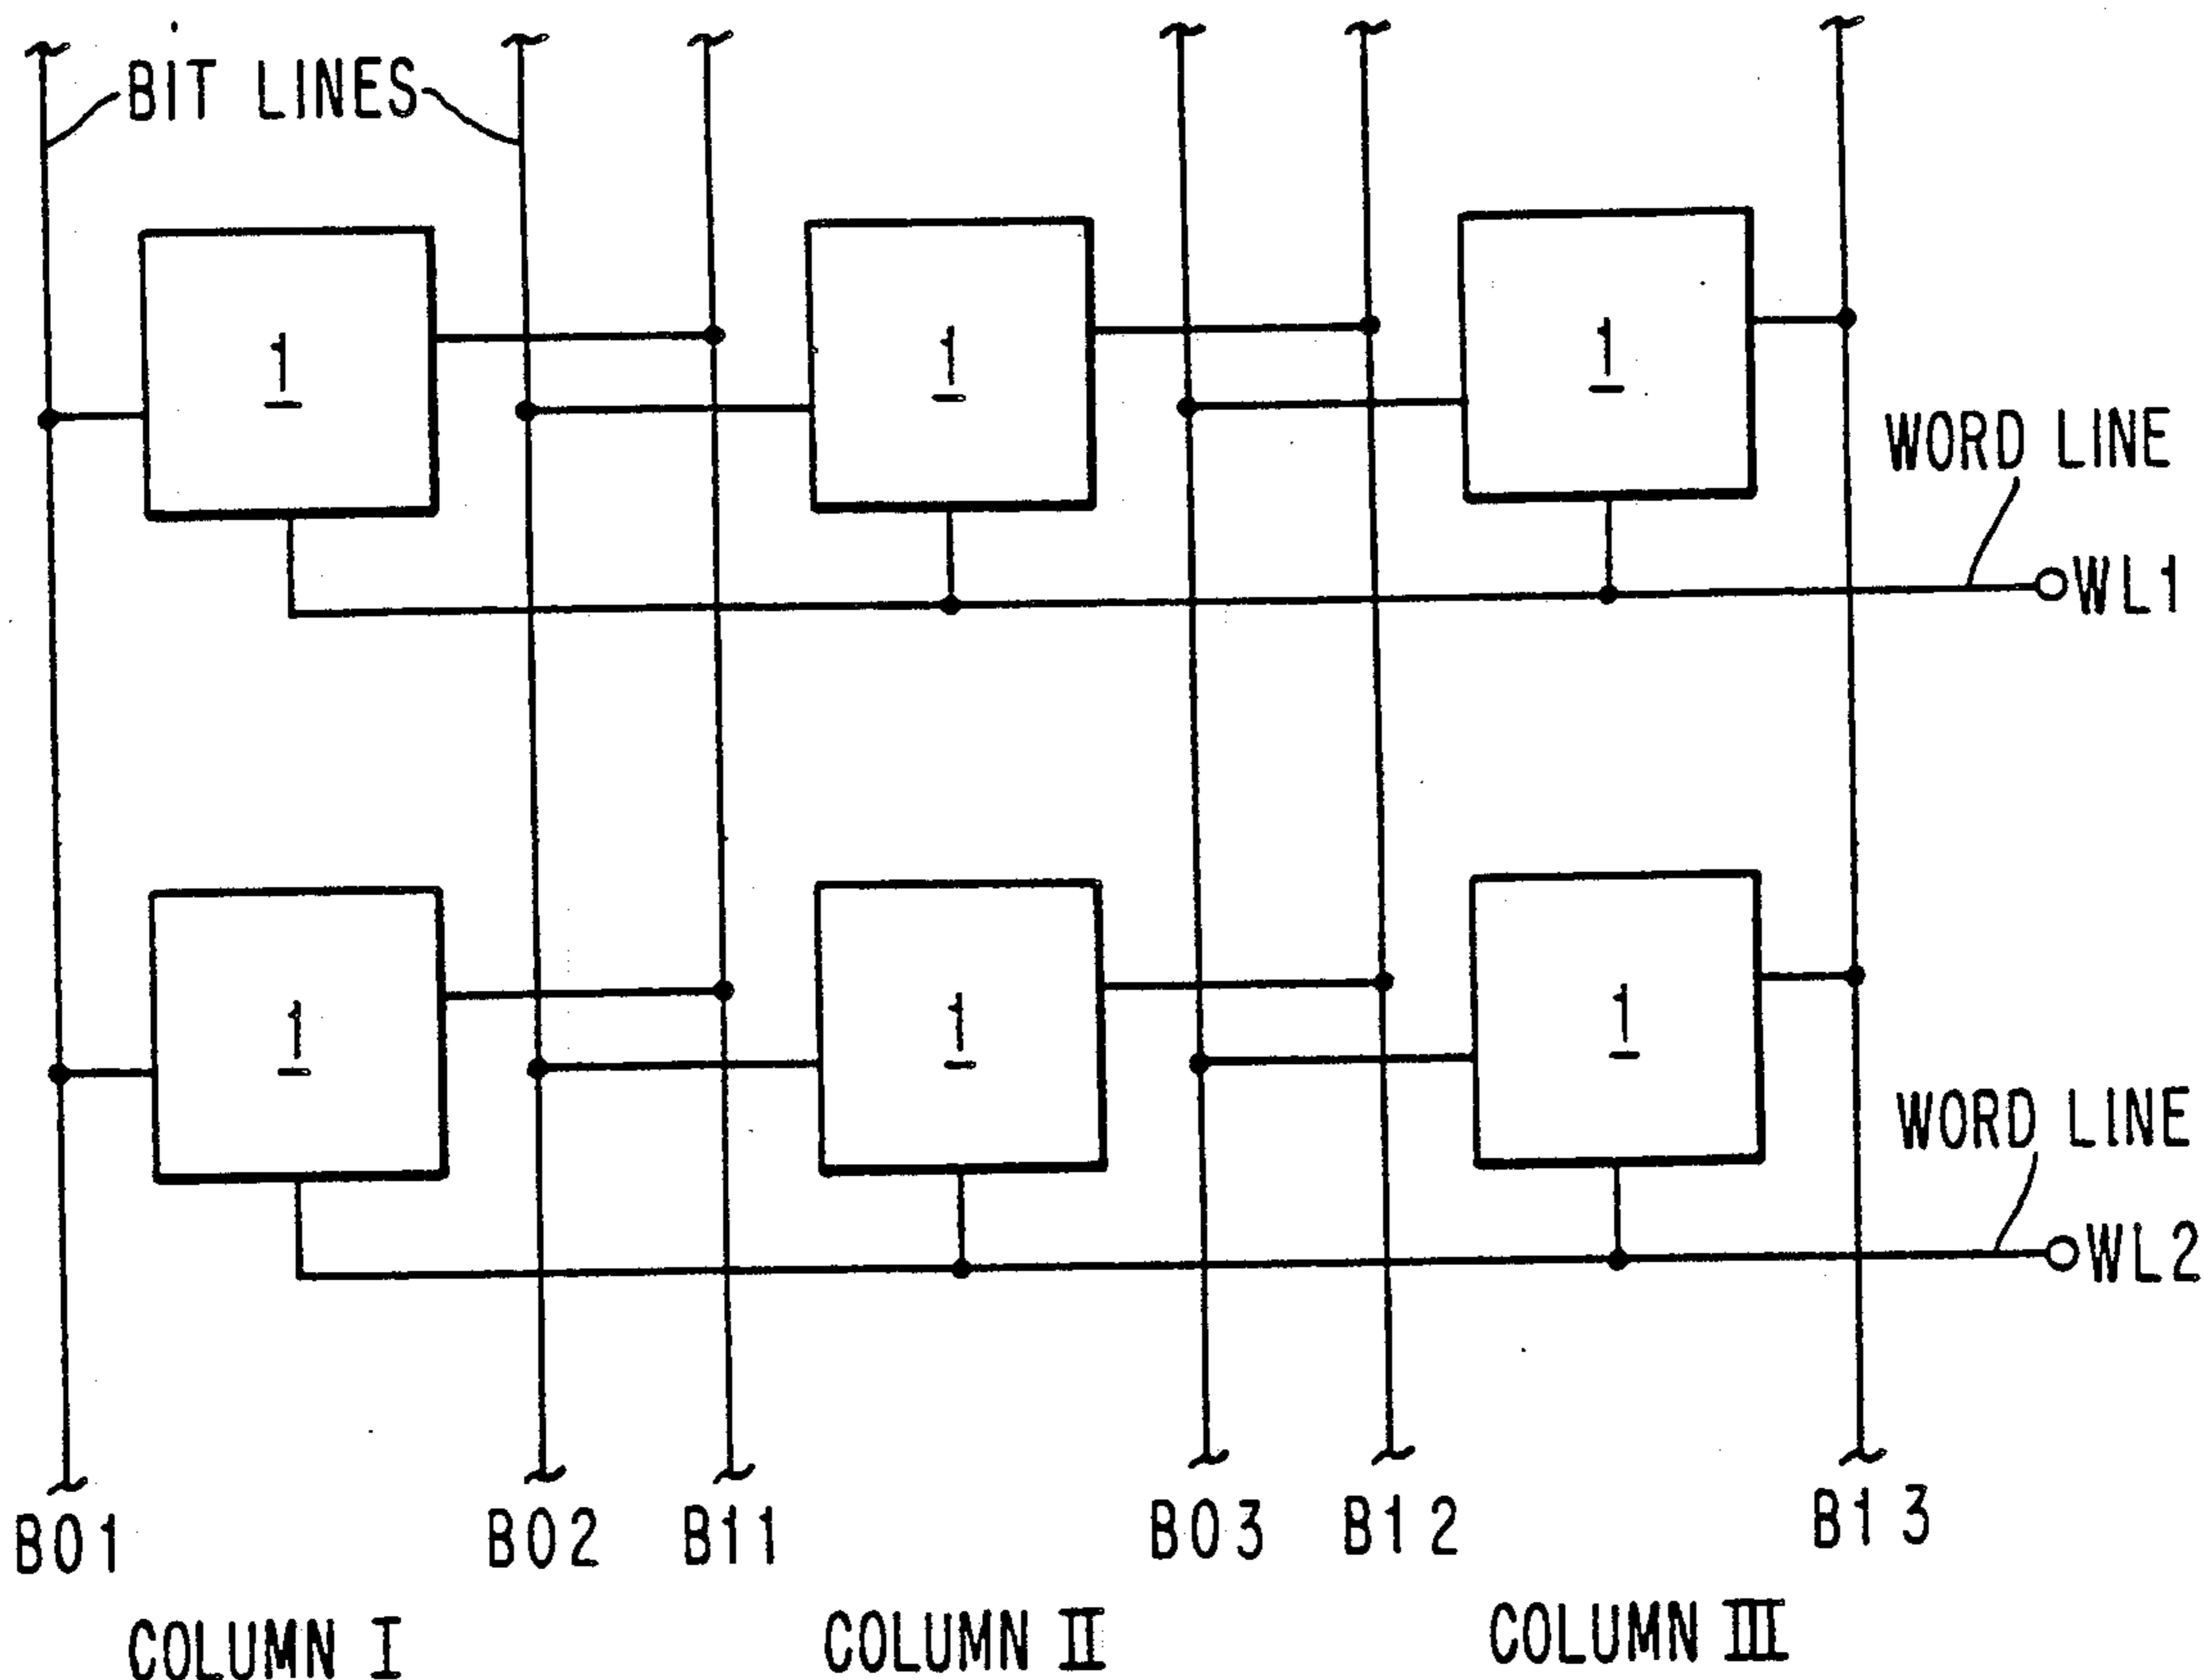 BIT LINES
1 1 1
WORD LINE
WL1
1 1 1
WORD LINE
WL2
B01 B02 B11 B03 B12 B13
COLUMN I COLUMN II COLUMN III